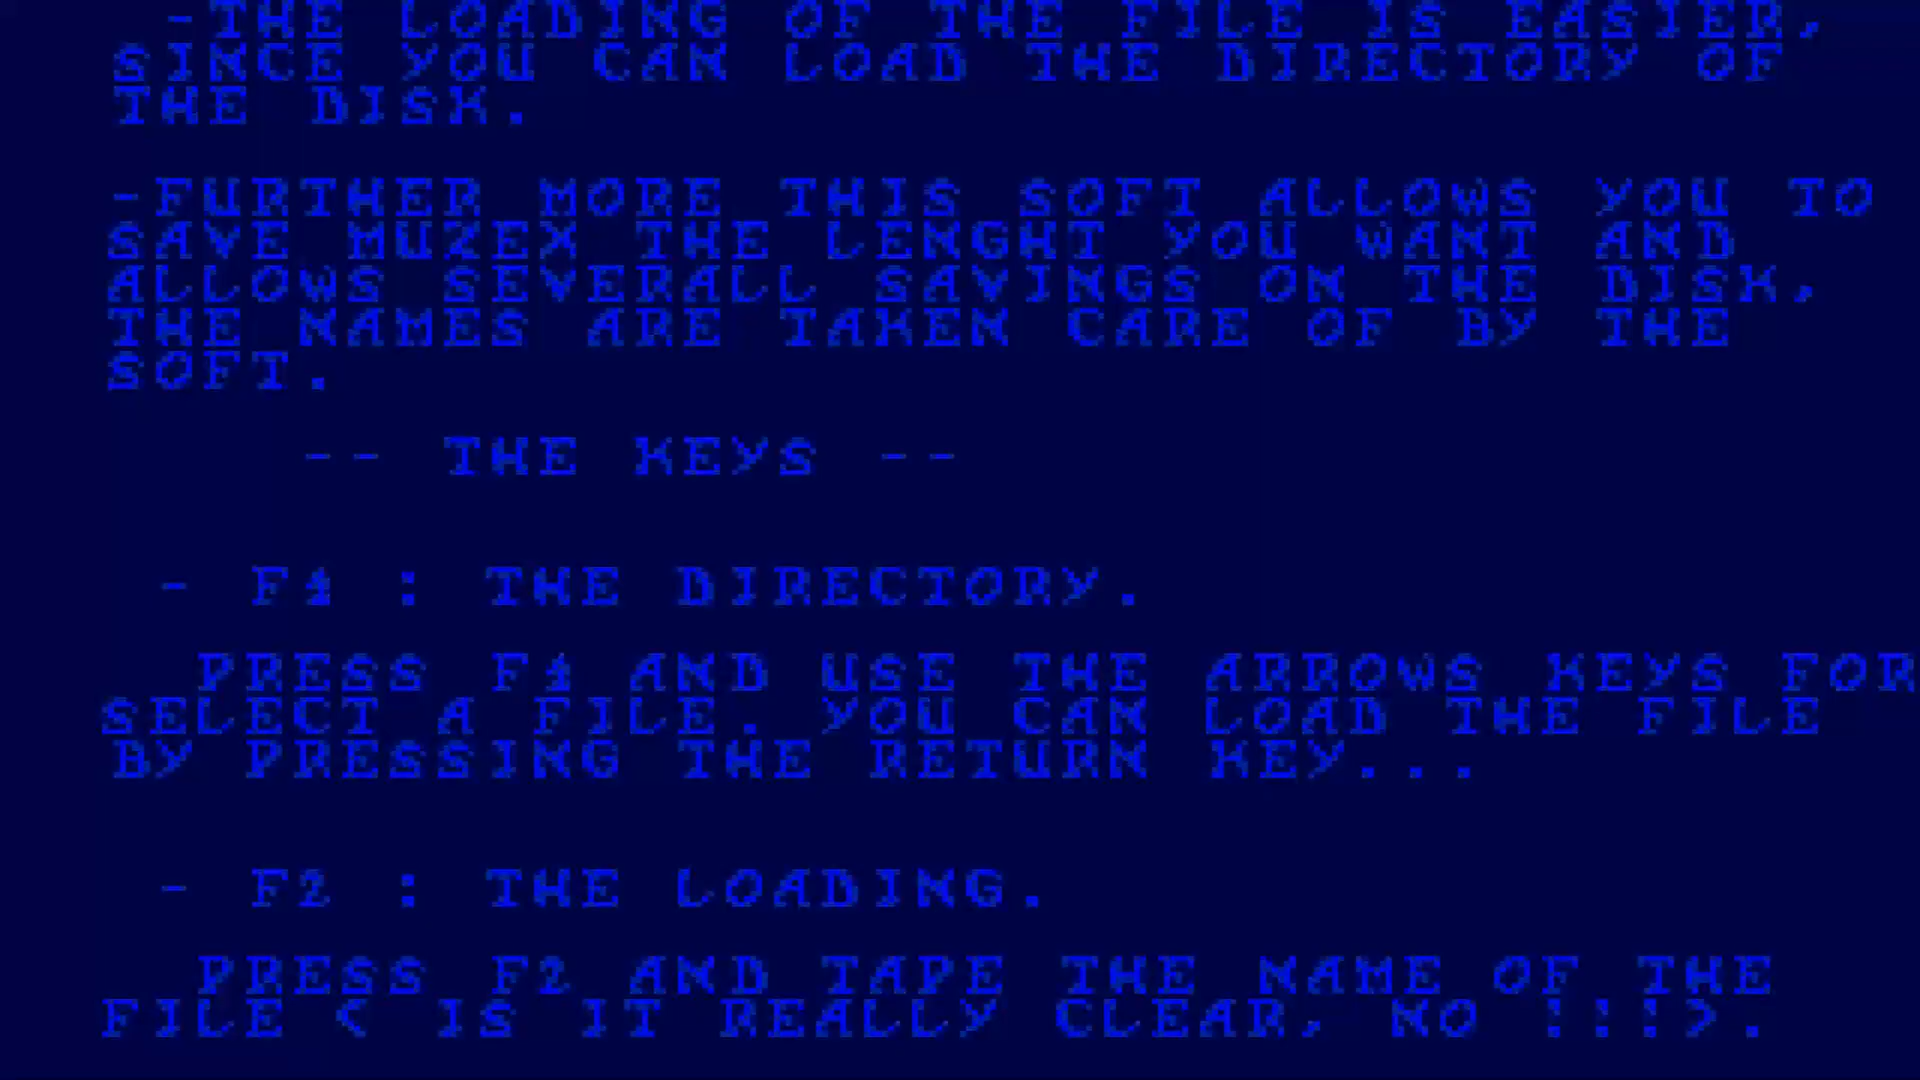 -THE LOADING OF THE FILE IS EASIER,
SINCE YOU CAN LOAD THE DIRECTORY OF
THE DISK.
-FURTHER MORE THIS SOFT ALLOWS YOU TO
SAVE MUZEX THE LENGHT YOU WANT AND
ALLOWS SEVERALL SAVINGS ON THE DISK,
THE NAMES ARE TAKEN CARE OF BY THE
SOFT.
-- THE KEYS --
- F1 : THE DIRECTORY.
PRESS F1 AND USE THE ARROWS KEYS FOR
SELECT A FILE. YOU CAN LOAD THE FILE
BY PRESSING THE RETURN KEY...
- F2 : THE LOADING.
PRESS F2 AND TAPE THE NAME OF THE
FILE ( IS IT REALLY CLEAR, NO !!!).